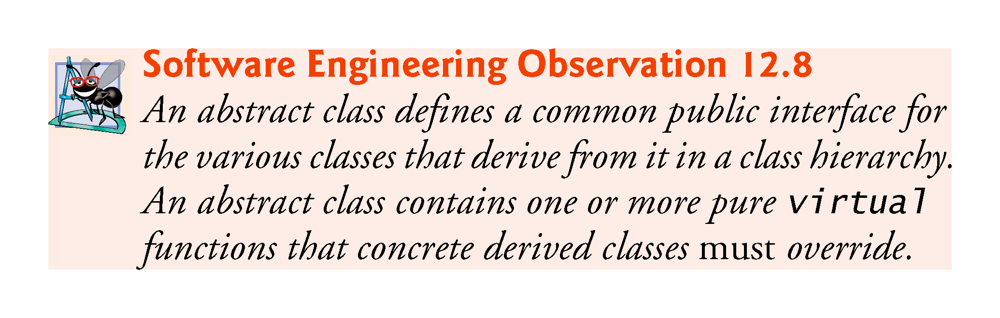 Software Engineering Observation 12.8
An abstract class defines a common public interface for
the various classes that derive from it in a class hierarchy.
An abstract class contains one or more pure virtual
functions that concrete derived classes must override.